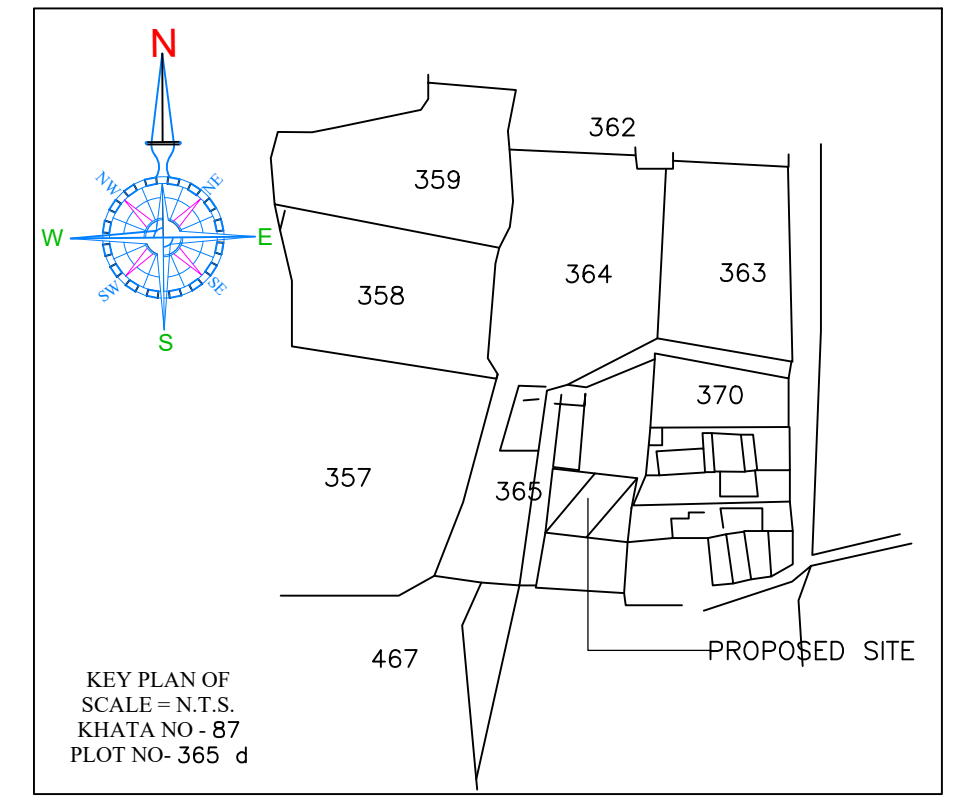 N
NW
NE
W
E
SW
SE
S
362
359
364
363
358
370
357
365
467
PROPOSED SITE
KEY PLAN OF
SCALE = N.T.S.
KHATA NO - 87
PLOT NO- 365 d